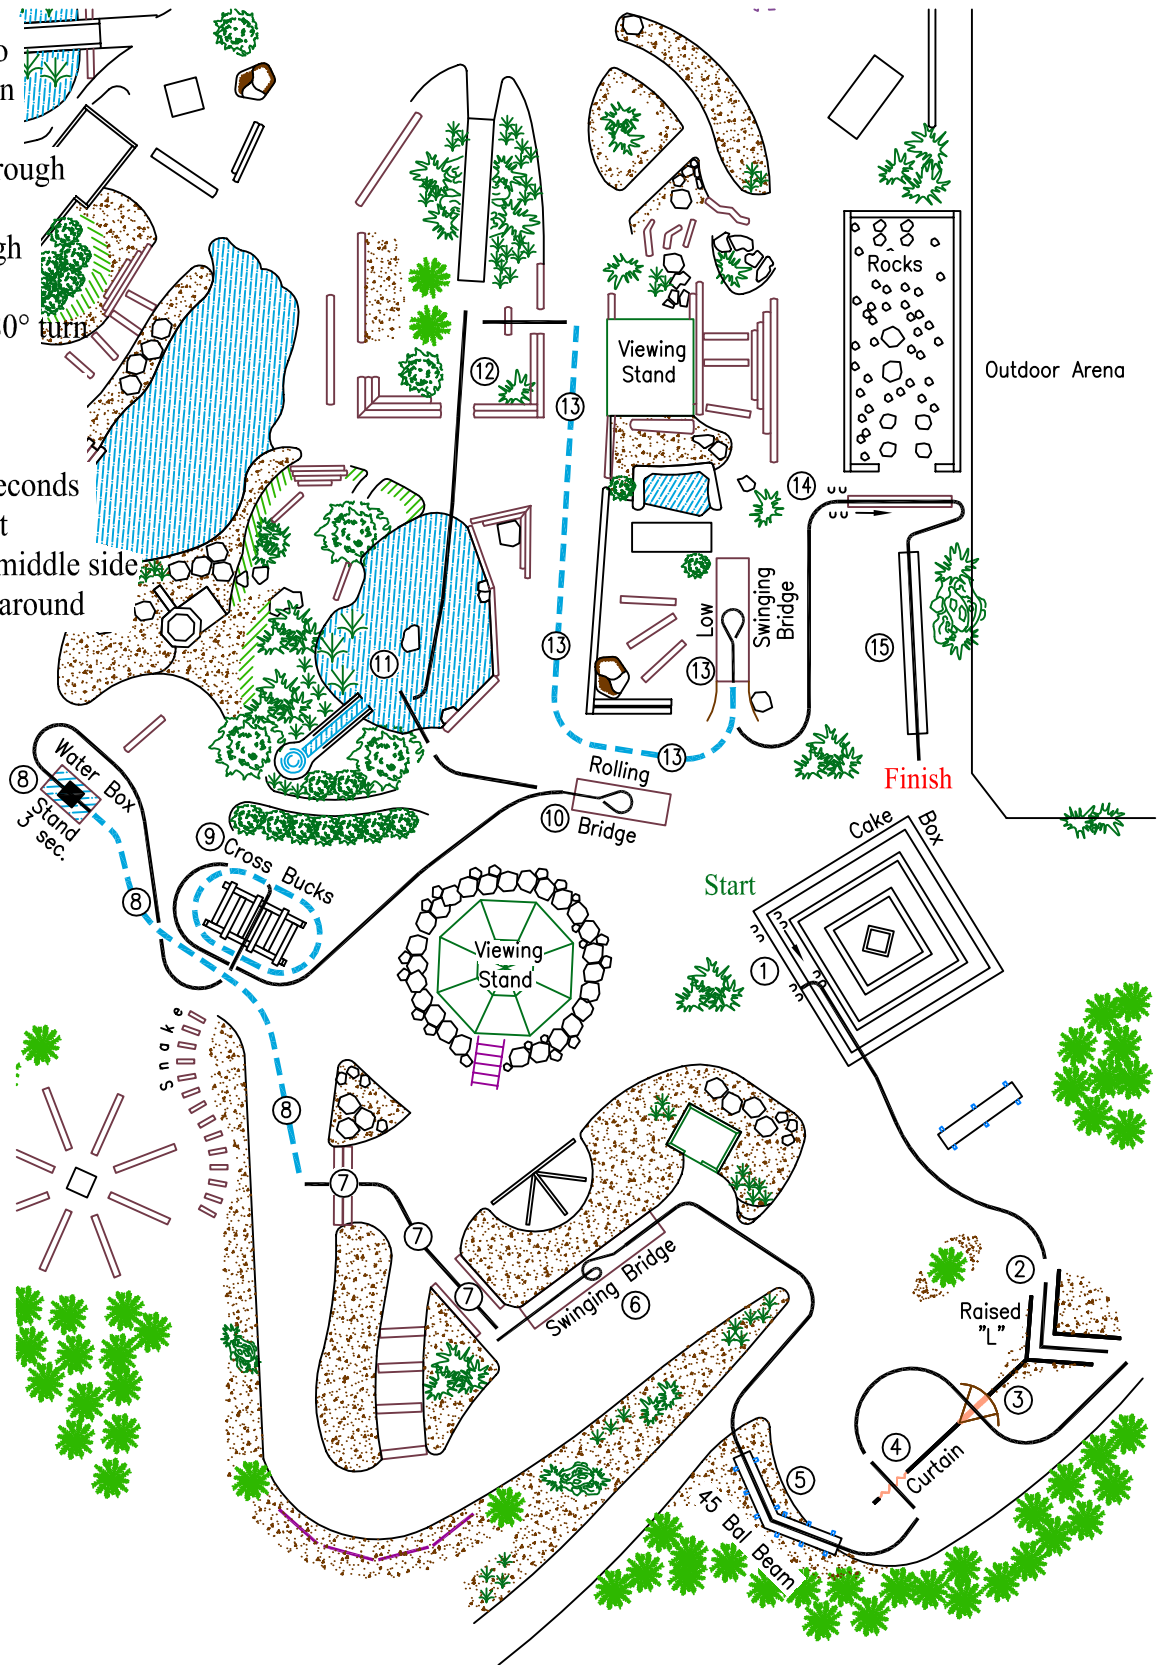 o
n
rough
gh
0° turn
econds
t
middle side
around
Rocks
Outdoor Arena
Viewing
Stand
12
13
14
Low
Swinging
Bridge
13
13
15
11
13
Finish
8
Water Box
Stand
3 sec.
Rolling
10
Bridge
9
Cross Bucks
Cake
Box
Start
8
Viewing
Stand
1
Snake
8
7
7
7
Swinging Bridge
6
2
Raised
"L"
3
4
Curtain
5
45 Bal Beam